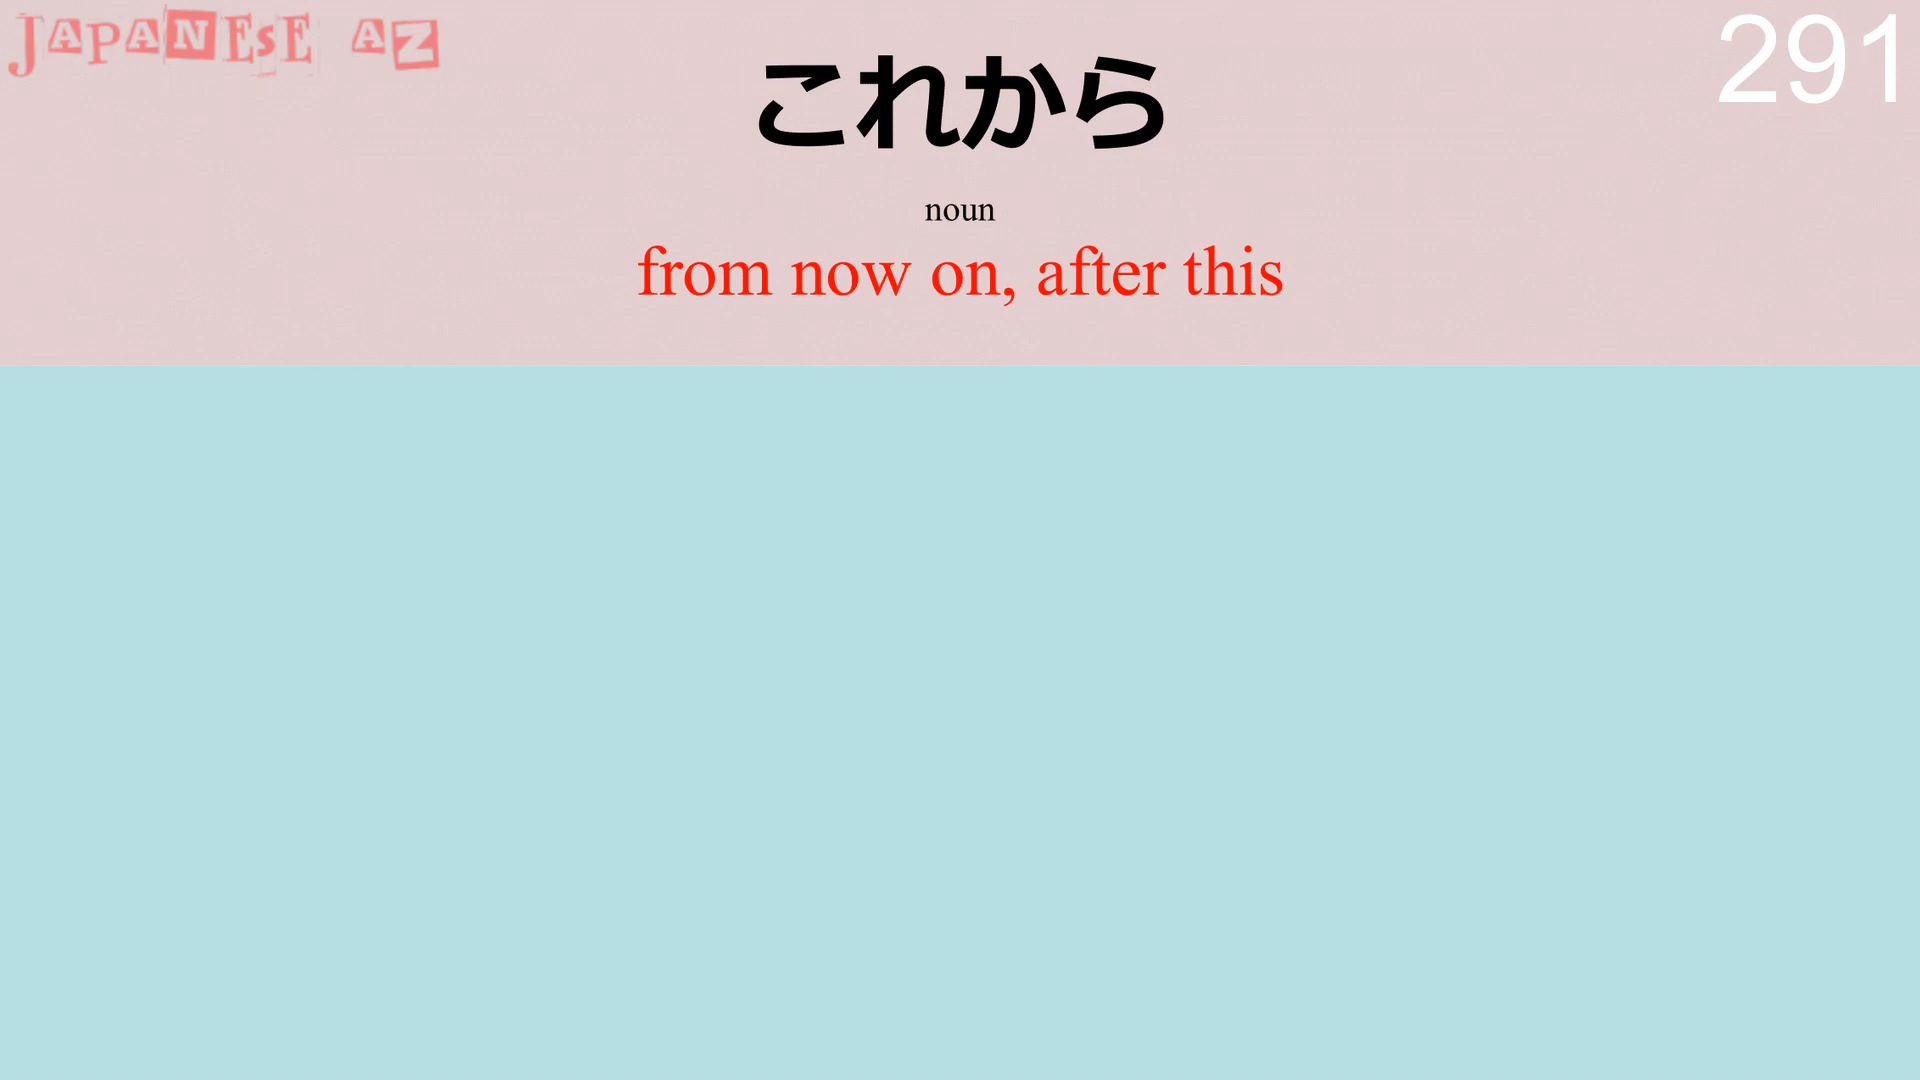 JAPANESE AZ
291
これから
noun
from now on, after this